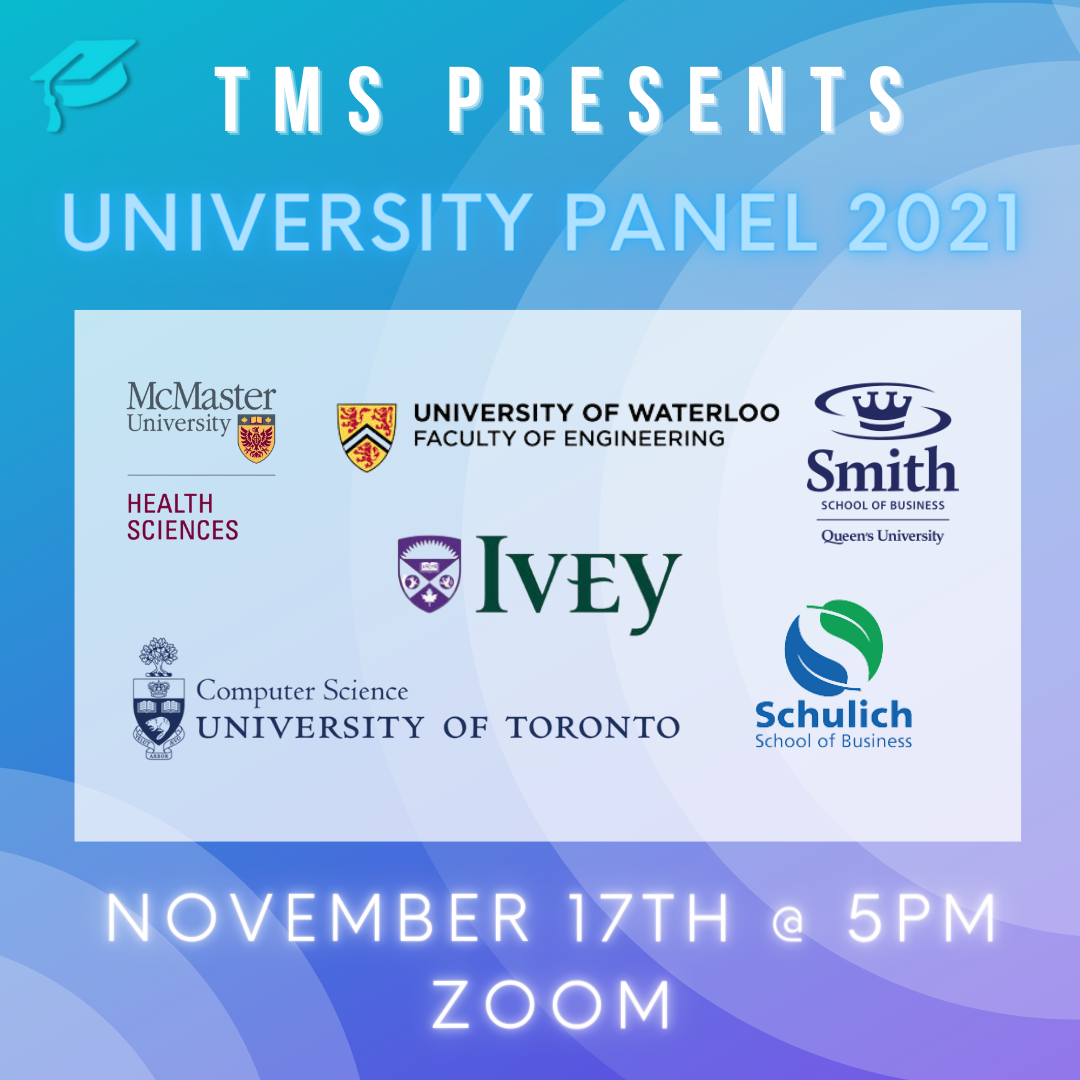 TMS PRESENTS
UNIVERSITY PANEL 2021
McMaster
University
HEALTH
SCIENCES
UNIVERSITY OF WATERLOO
FACULTY OF ENGINEERING
Smith
SCHOOL OF BUSINESS
Queen's University
IVEY
Computer Science
UNIVERSITY OF TORONTO
Schulich
School of Business
NOVEMBER 17TH @ 5PM
ZOOM